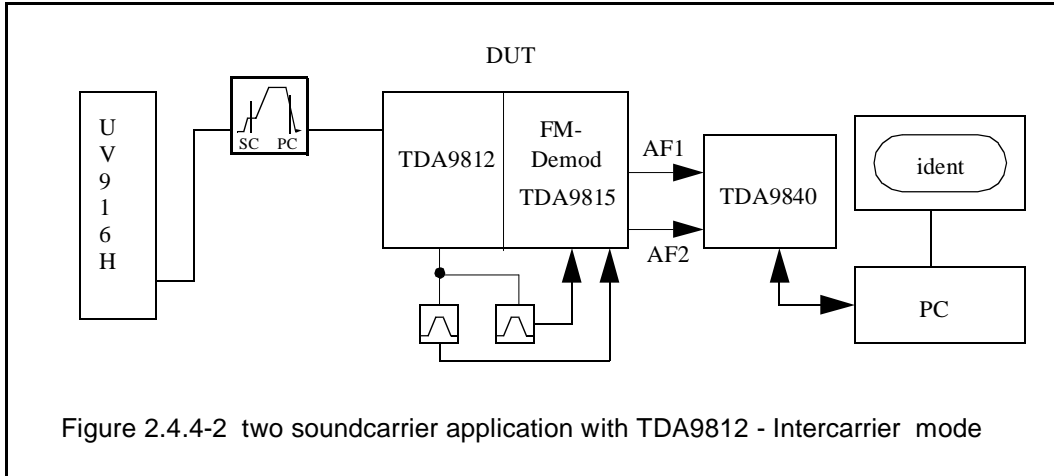 DUT
U
V
9
1
6
H
SC PC
TDA9812
FM-
Demod
TDA9815
AF1
AF2
TDA9840
ident
PC
Figure 2.4.4-2 two soundcarrier application with TDA9812 - Intercarrier mode